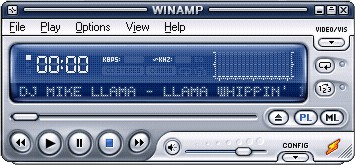 WINAMP
File Play Options View Help
VIDEO/VIS
00:00 KBPS: KHZ:
DJ MIKE LLAMA - LLAMA WHIPPIN'
123
PL ML
CONFIG